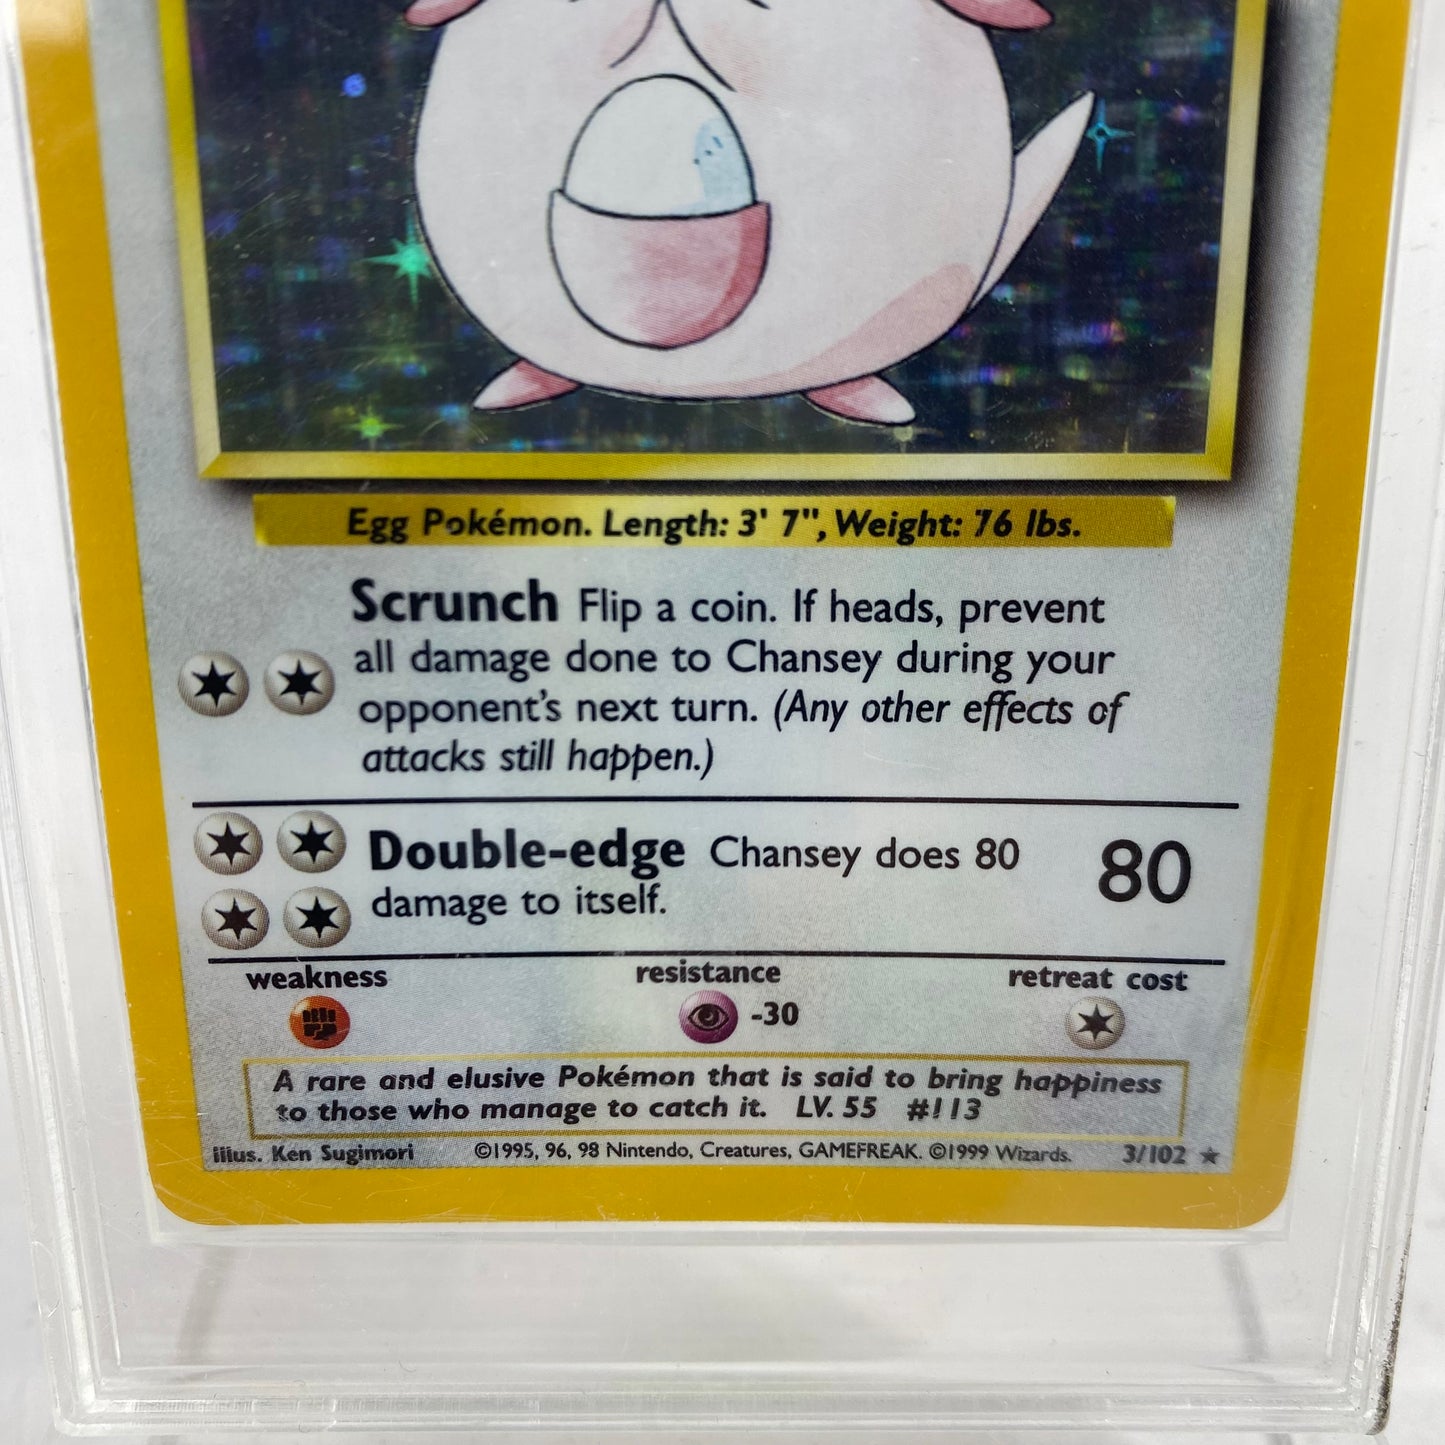 Egg Pokémon. Length: 3' 7", Weight: 76 lbs.
Scrunch Flip a coin. If heads, prevent
all damage done to Chansey during your
opponent's next turn. (Any other effects of
attacks still happen.)
Double-edge Chansey does 80
damage to itself.
80
weakness
resistance
retreat cost
-30
A rare and elusive Pokémon that is said to bring happiness
to those who manage to catch it. LV. 55 #113
Illus. Ken Sugimori ©1995, 96, 98 Nintendo, Creatures, GAMEFREAK. ©1999 Wizards. 3/102 ★